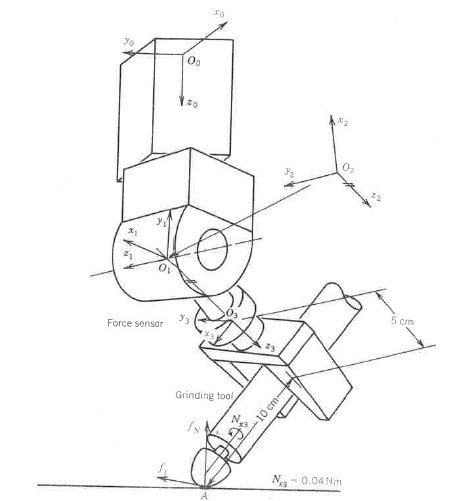 x₀
y₀
O₀
z₀
x₂
O₂
y₂
z₂
y₁
x₁
z₁
O₁
Force sensor
y₃
O₃
x₃
z₃
5 cm
Grinding tool
10 cm
Nx3
fN
ft
Nx3 = 0.04 Nm
A